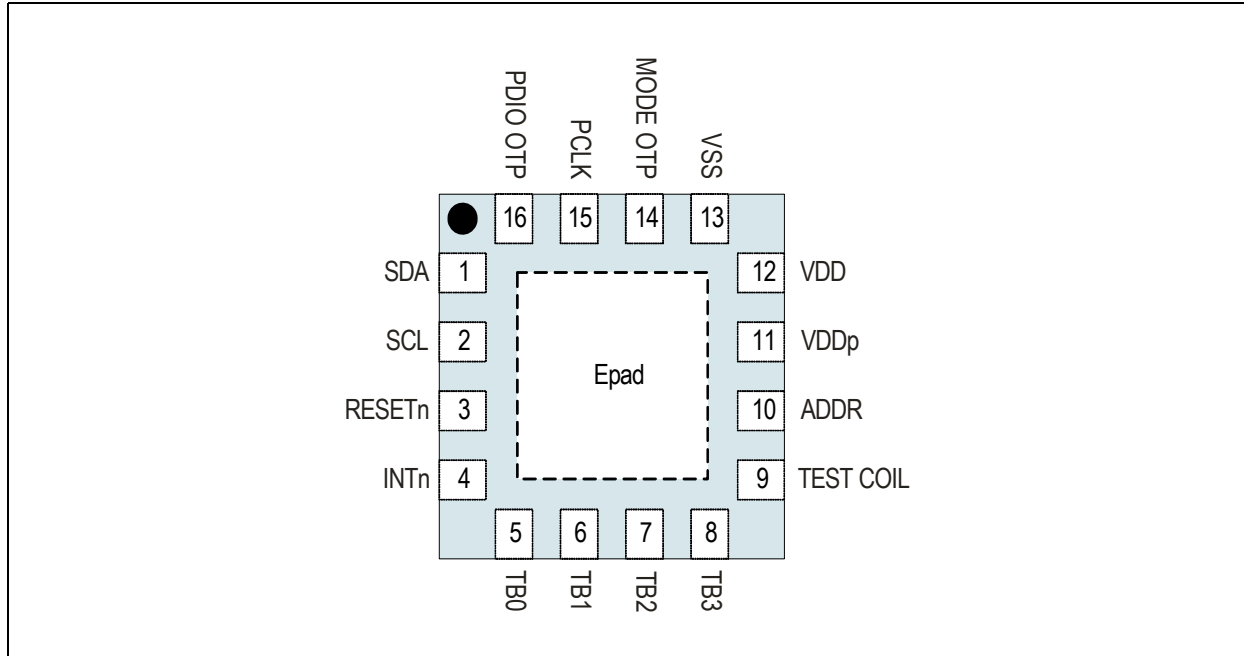 PDIO OTP
PCLK
MODE OTP
VSS
16
15
14
13
SDA
1
12
VDD
SCL
2
11
VDDp
Epad
RESETn
3
10
ADDR
INTn
4
9
TEST COIL
5
6
7
8
TB0
TB1
TB2
TB3